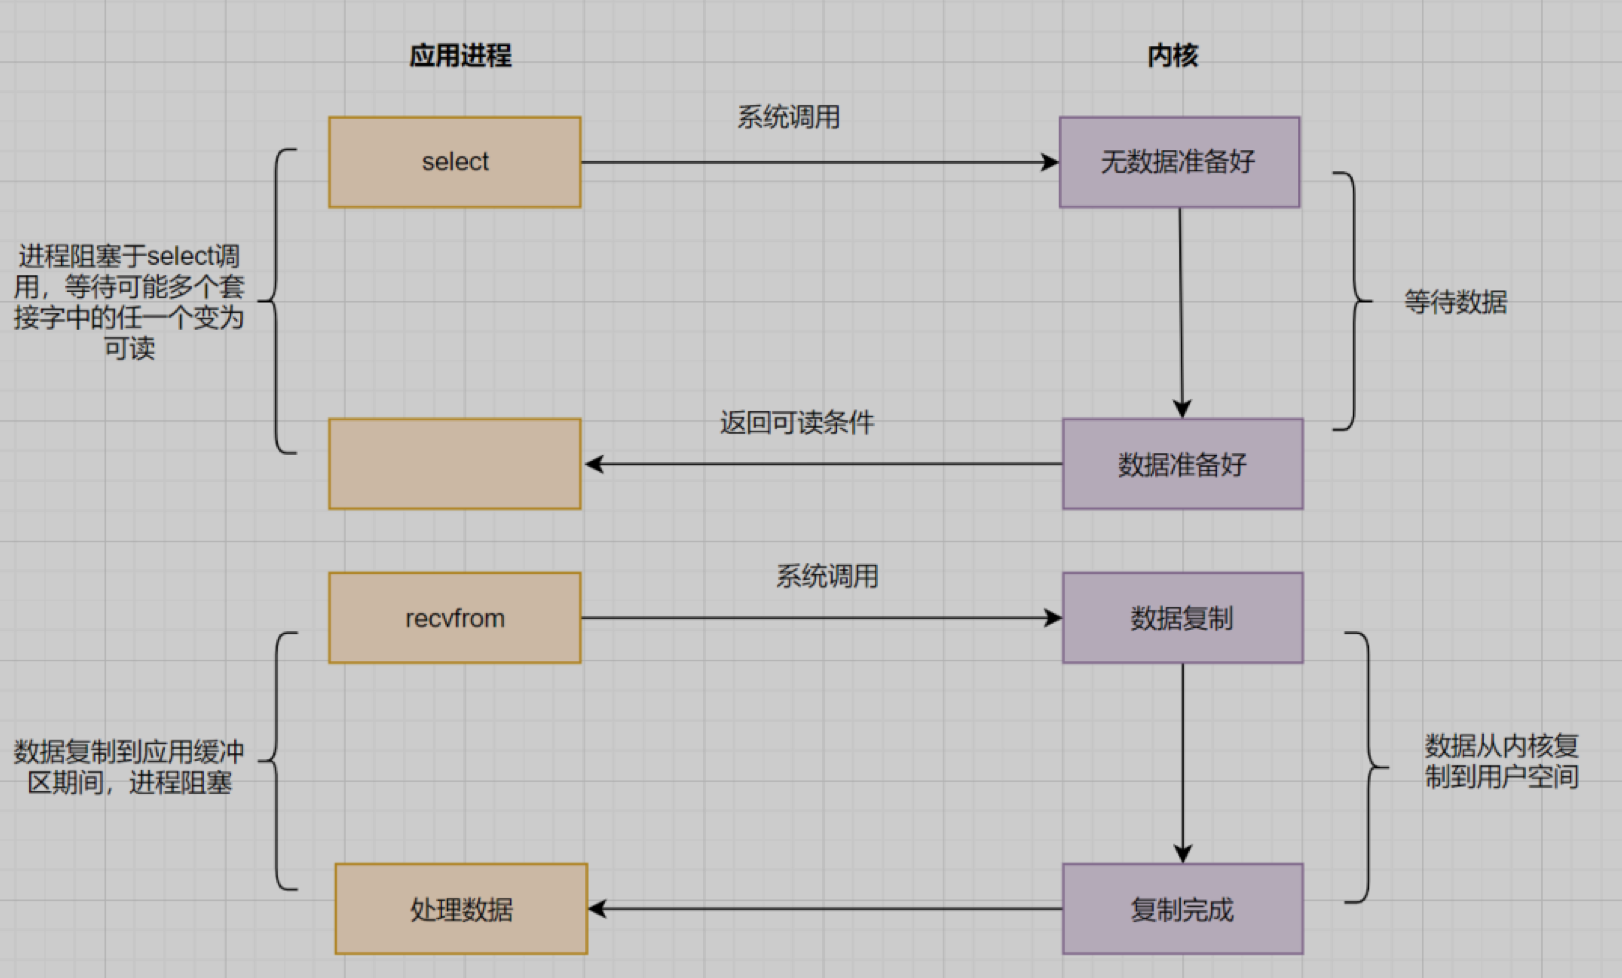 应用进程
内核
系统调用
select
无数据准备好
进程阻塞于select调
用，等待可能多个套
接字中的任一个变为
可读
等待数据
返回可读条件
数据准备好
系统调用
recvfrom
数据复制
数据复制到应用缓冲
区期间，进程阻塞
数据从内核复
制到用户空间
处理数据
复制完成